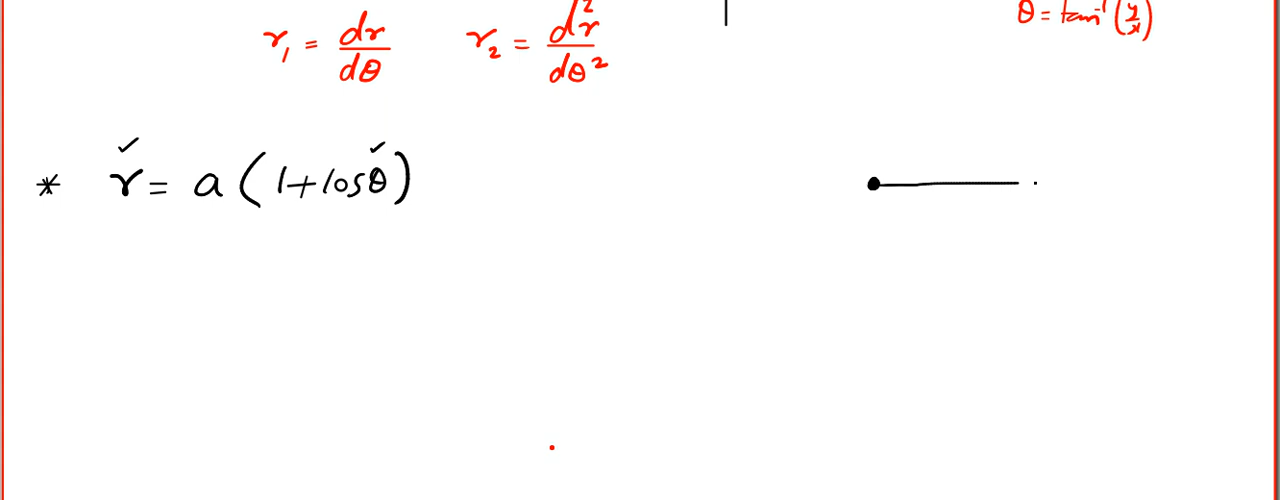 r₁ = dr/dθ r₂ = d²r/dθ² θ = tan⁻¹(y/x)
* r = a(1+cosθ)